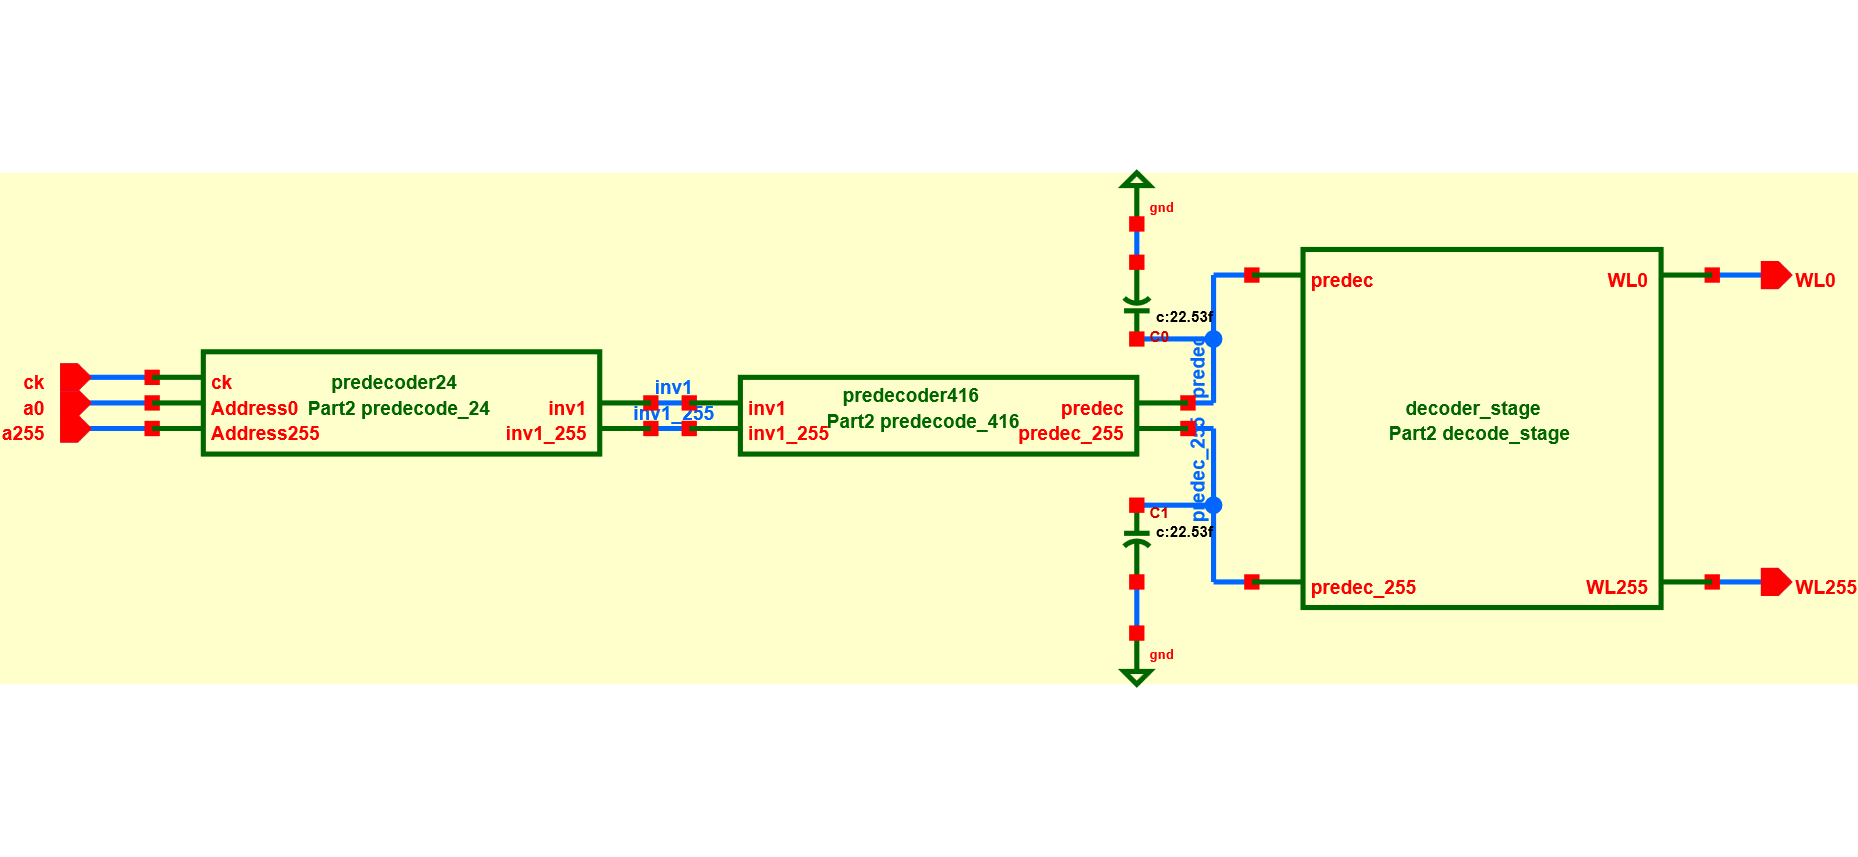 ck
a0
a255
ck
Address0
Address255
predecoder24
Part2 predecode_24
inv1
inv1_255
inv1
inv1_255
inv1
inv1_255
predecoder416
Part2 predecode_416
predec
predec_255
gnd
c:22.53f
C0
predec
predec_255
C1
c:22.53f
gnd
predec
predec_255
decoder_stage
Part2 decode_stage
WL0
WL255
WL0
WL255